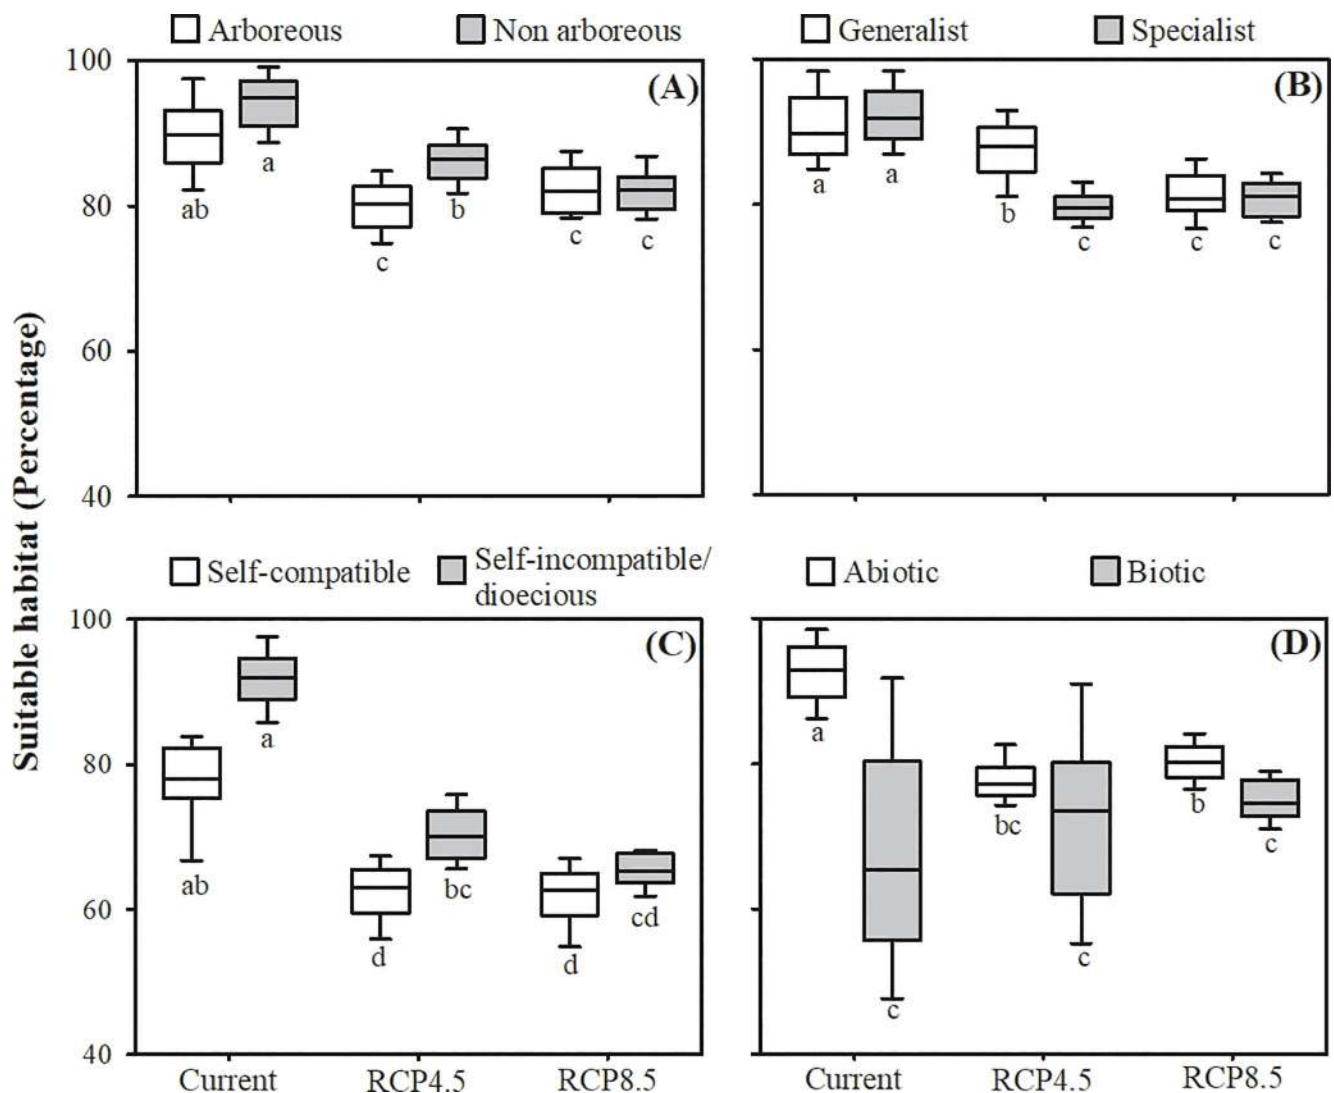 Arboreous Non arboreous Generalist Specialist
100 (A) (B)
a a a
ab b b
80 c c c c c c
60
40
Self-compatible Self-incompatible/ Abiotic Biotic
dioecious
100 (C) (D)
a a
80 bc b c
ab bc cd
60 d d c
c
40
Current RCP4.5 RCP8.5 Current RCP4.5 RCP8.5
Suitable habitat (Percentage)